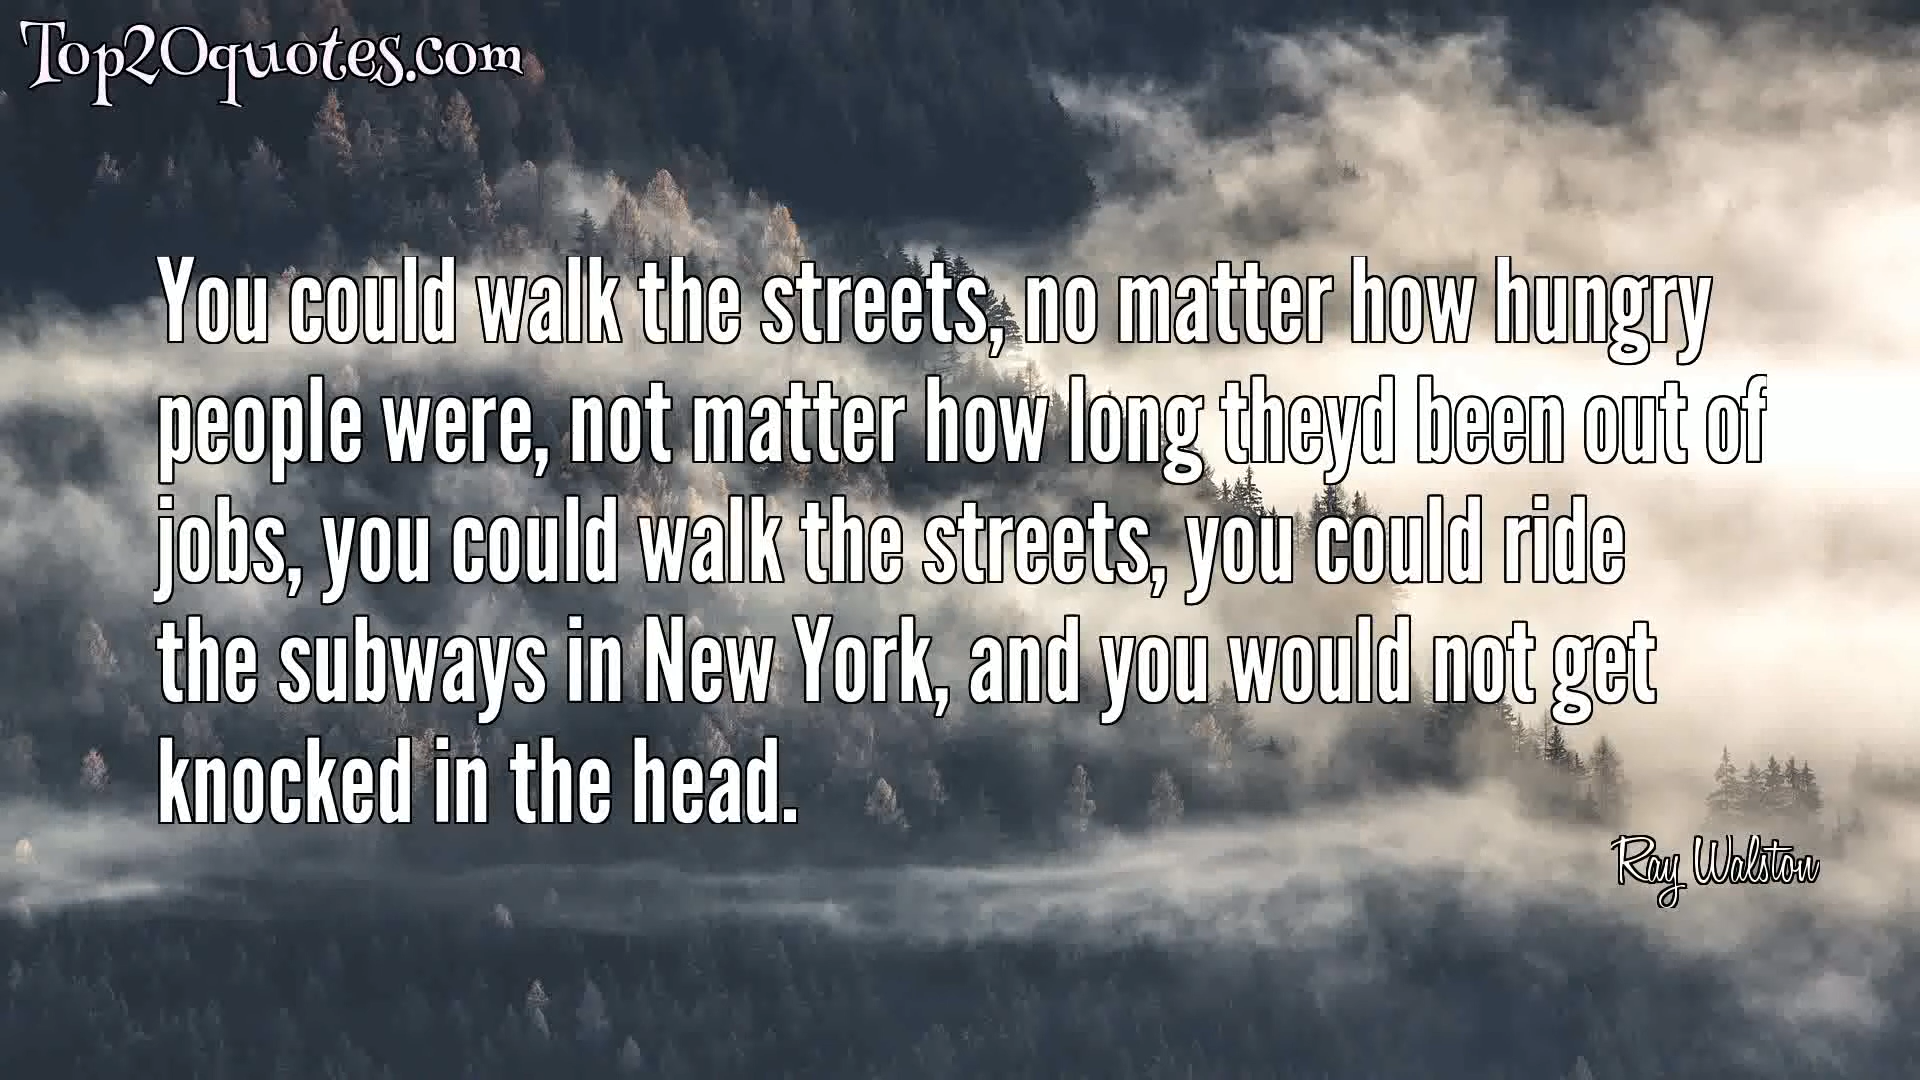 Top20quotes.com
You could walk the streets, no matter how hungry
people were, not matter how long theyd been out of
jobs, you could walk the streets, you could ride
the subways in New York, and you would not get
knocked in the head.
Ray Walston